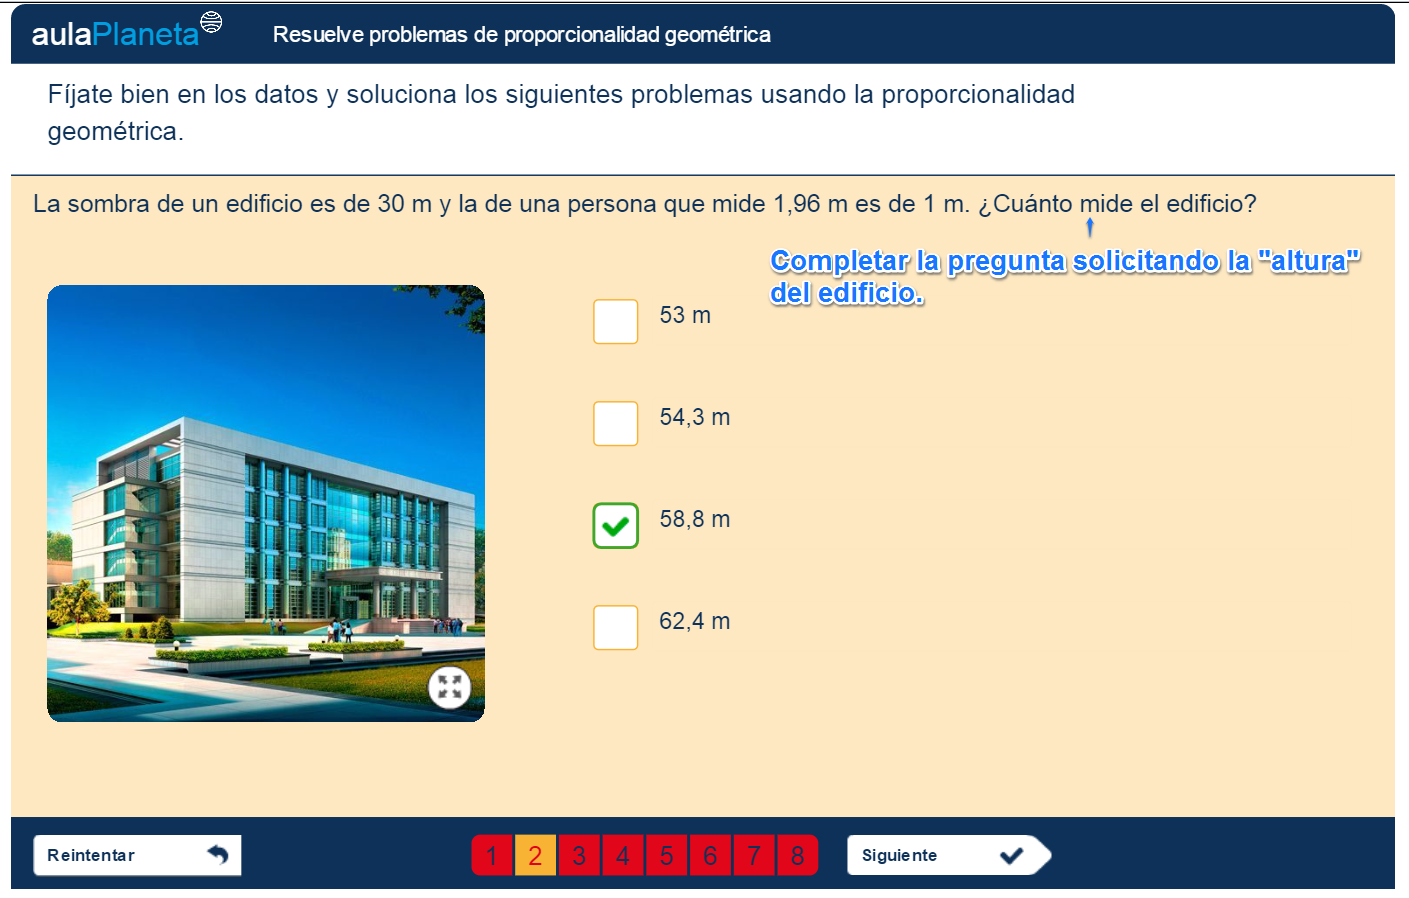 aulaPlaneta
Resuelve problemas de proporcionalidad geométrica
Fíjate bien en los datos y soluciona los siguientes problemas usando la proporcionalidad
geométrica.
La sombra de un edificio es de 30 m y la de una persona que mide 1,96 m es de 1 m. ¿Cuánto mide el edificio?
Completar la pregunta solicitando la "altura"
del edificio.
53 m
54,3 m
58,8 m
62,4 m
Reintentar
1 2 3 4 5 6 7 8
Siguiente